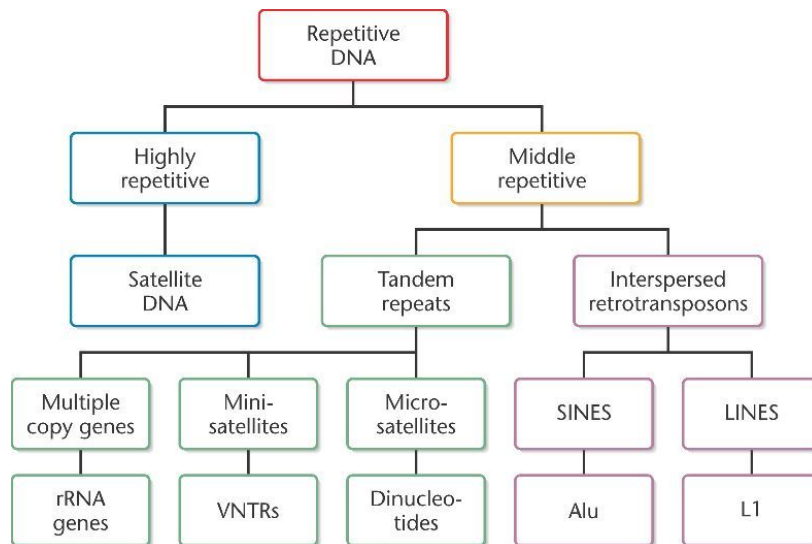 Repetitive
DNA
Highly
repetitive
Middle
repetitive
Satellite
DNA
Tandem
repeats
Interspersed
retrotransposons
Multiple
copy genes
Mini-
satellites
Micro-
satellites
SINES
LINES
rRNA
genes
VNTRs
Dinucleo-
tides
Alu
L1